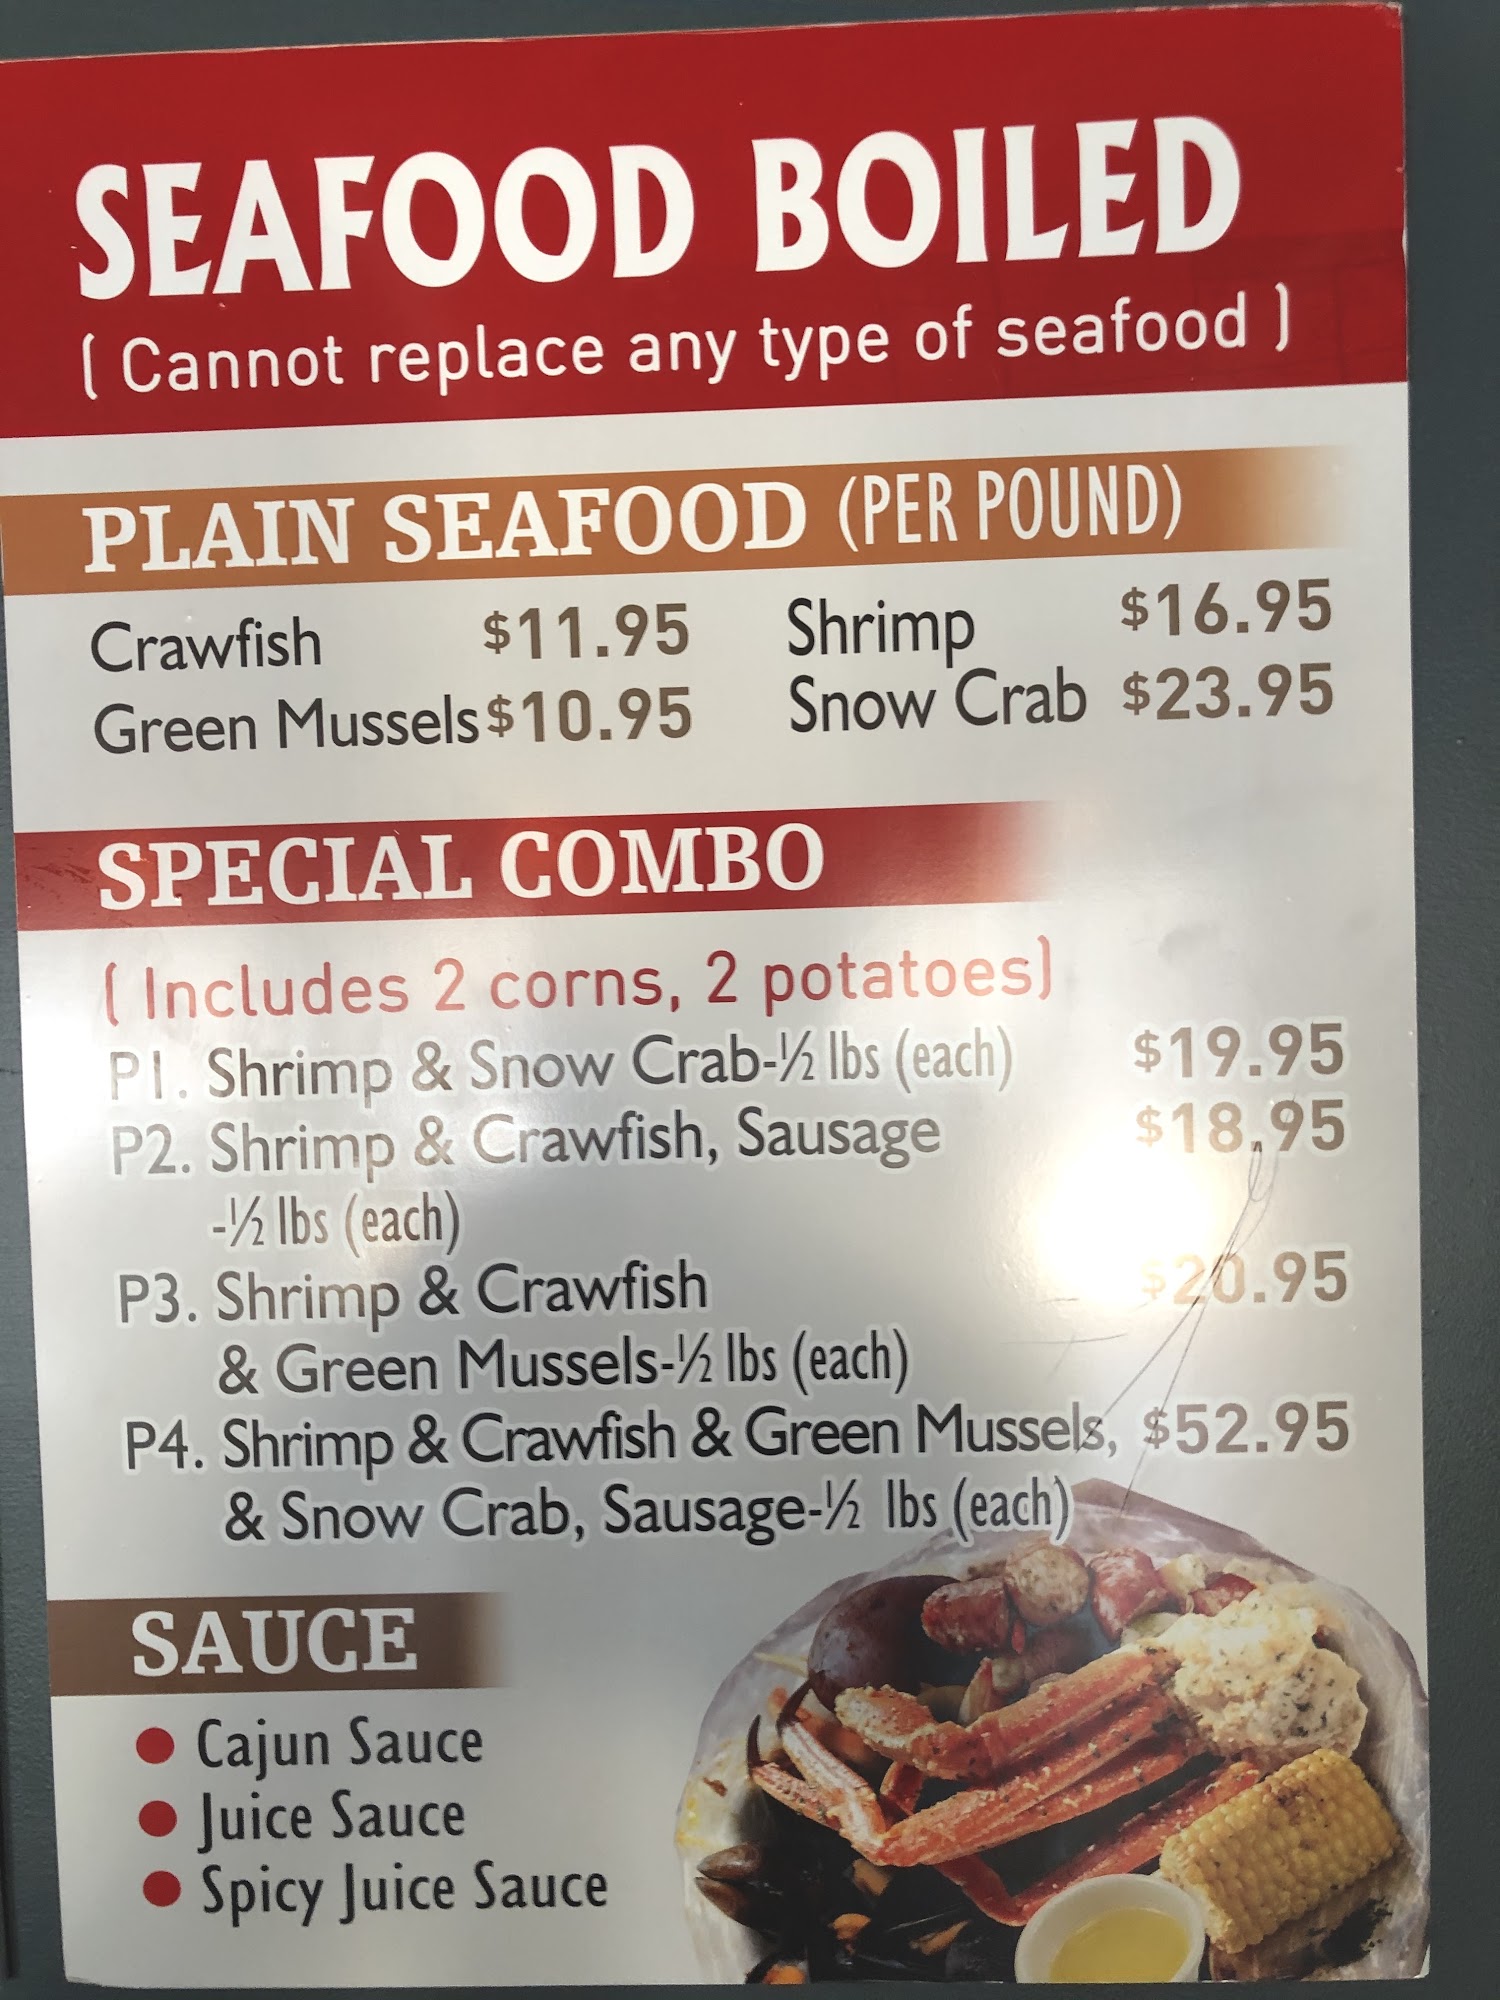 SEAFOOD BOILED
( Cannot replace any type of seafood )
PLAIN SEAFOOD (PER POUND)
Crawfish $11.95 Shrimp $16.95
Green Mussels $10.95 Snow Crab $23.95
SPECIAL COMBO
( Includes 2 corns, 2 potatoes)
P1. Shrimp & Snow Crab-½ lbs (each) $19.95
P2. Shrimp & Crawfish, Sausage $18.95
-½ lbs (each)
P3. Shrimp & Crawfish $20.95
& Green Mussels-½ lbs (each)
P4. Shrimp & Crawfish & Green Mussels, $52.95
& Snow Crab, Sausage-½ lbs (each)
SAUCE
● Cajun Sauce
● Juice Sauce
● Spicy Juice Sauce